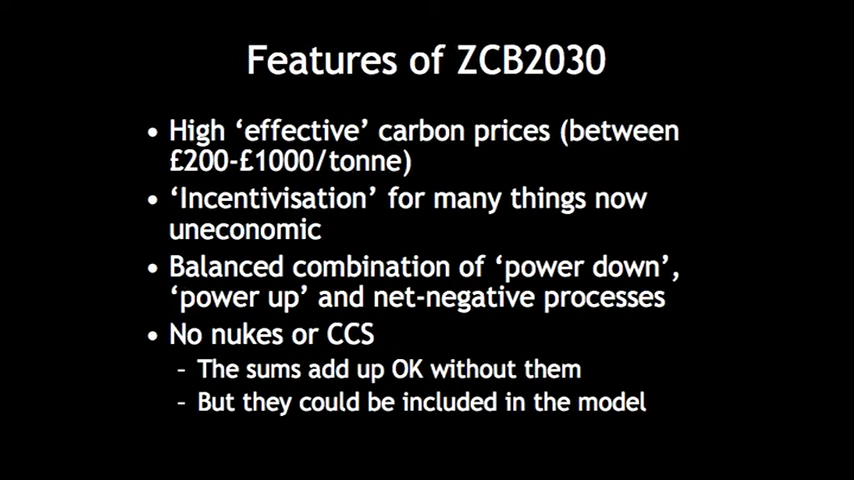 Features of ZCB2030
• High ‘effective’ carbon prices (between
£200-£1000/tonne)
• ‘Incentivisation’ for many things now
uneconomic
• Balanced combination of ‘power down’,
‘power up’ and net-negative processes
• No nukes or CCS
– The sums add up OK without them
– But they could be included in the model